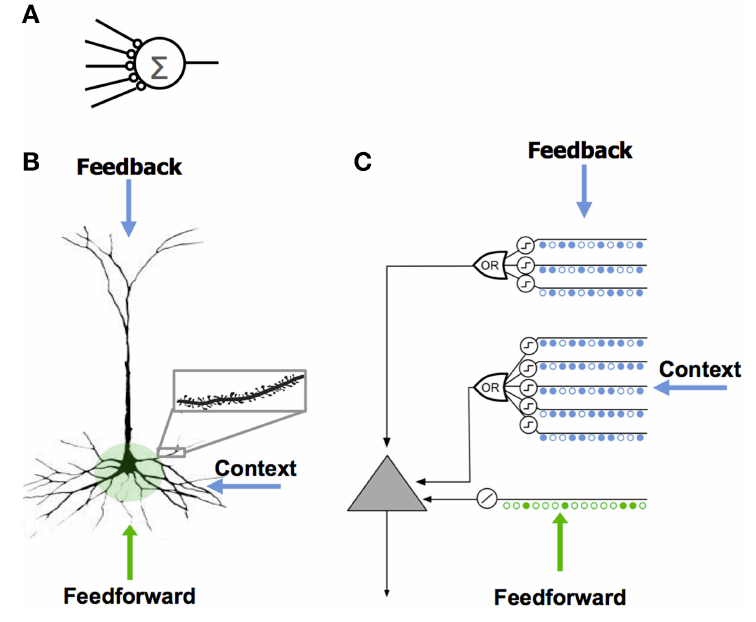 A
Σ
B
Feedback
Context
Feedforward
C
Feedback
OR
OR
Context
Feedforward